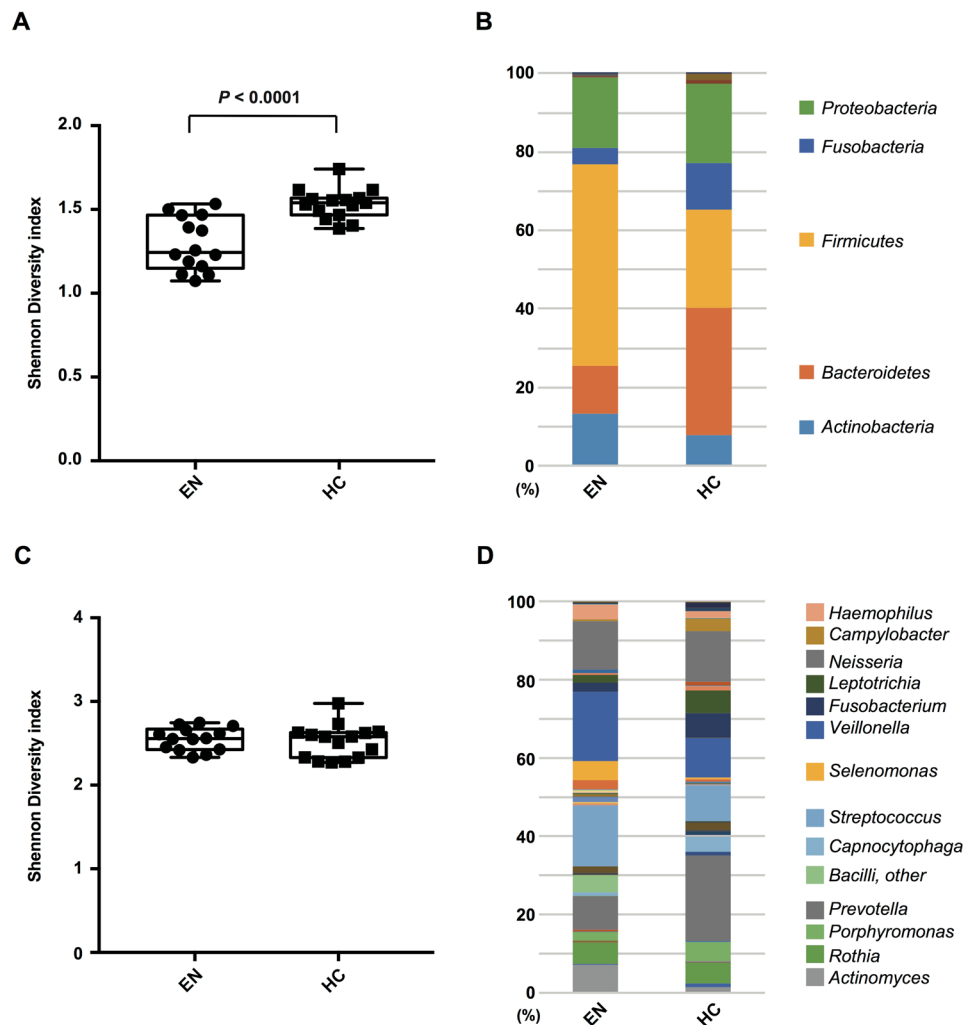 A
P < 0.0001
Shennon Diversity index
2.0
1.5
1.0
0.5
0.0
EN
HC
B
100
80
60
40
20
0
(%)
EN
HC
Proteobacteria
Fusobacteria
Firmicutes
Bacteroidetes
Actinobacteria
C
Shennon Diversity index
4
3
2
1
0
EN
HC
D
100
80
60
40
20
0
(%)
EN
HC
Haemophilus
Campylobacter
Neisseria
Leptotrichia
Fusobacterium
Veillonella
Selenomonas
Streptococcus
Capnocytophaga
Bacilli, other
Prevotella
Porphyromonas
Rothia
Actinomyces